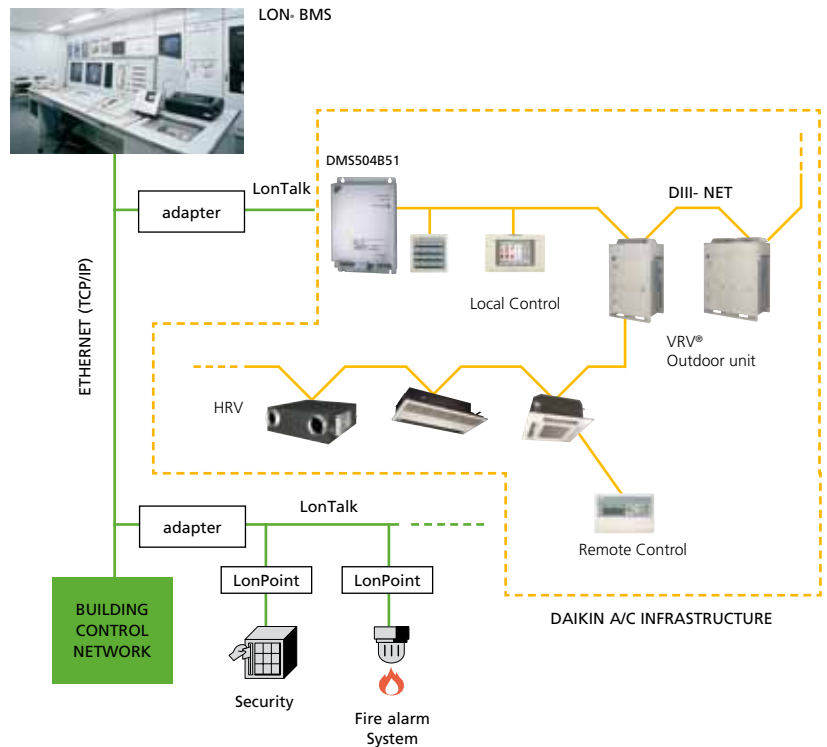 LON® BMS
DMS504B51
LonTalk
adapter
DIII- NET
Local Control
VRV®
Outdoor unit
ETHERNET (TCP/IP)
HRV
LonTalk
adapter
Remote Control
LonPoint
LonPoint
BUILDING
CONTROL
NETWORK
DAIKIN A/C INFRASTRUCTURE
Security
Fire alarm
System